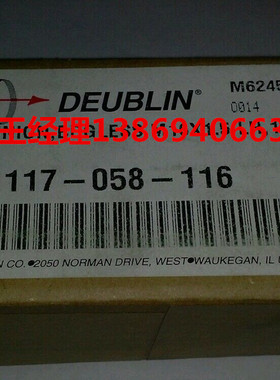 DEUBLIN®
M6245
0014
王经理1386940663
117-058-116
N CO.•2050 NORMAN DRIVE, WEST•WAUKEGAN, IL